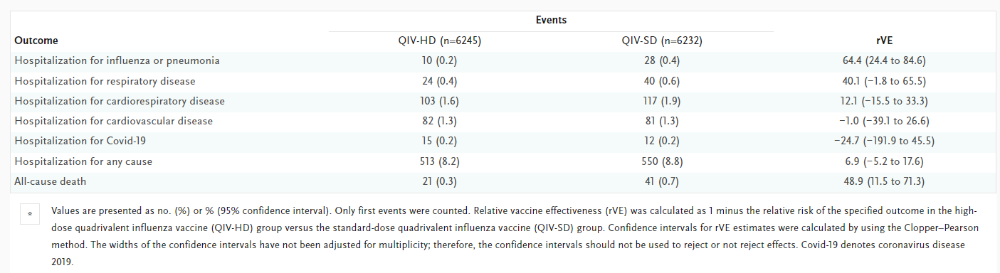 Events
Outcome QIV-HD (n=6245) QIV-SD (n=6232) rVE
Hospitalization for influenza or pneumonia 10 (0.2) 28 (0.4) 64.4 (24.4 to 84.6)
Hospitalization for respiratory disease 24 (0.4) 40 (0.6) 40.1 (−1.8 to 65.5)
Hospitalization for cardiorespiratory disease 103 (1.6) 117 (1.9) 12.1 (−15.5 to 33.3)
Hospitalization for cardiovascular disease 82 (1.3) 81 (1.3) −1.0 (−39.1 to 26.6)
Hospitalization for Covid-19 15 (0.2) 12 (0.2) −24.7 (−191.9 to 45.5)
Hospitalization for any cause 513 (8.2) 550 (8.8) 6.9 (−5.2 to 17.6)
All-cause death 21 (0.3) 41 (0.7) 48.9 (11.5 to 71.3)
* Values are presented as no. (%) or % (95% confidence interval). Only first events were counted. Relative vaccine effectiveness (rVE) was calculated as 1 minus the relative risk of the specified outcome in the high-
dose quadrivalent influenza vaccine (QIV-HD) group versus the standard-dose quadrivalent influenza vaccine (QIV-SD) group. Confidence intervals for rVE estimates were calculated by using the Clopper–Pearson
method. The widths of the confidence intervals have not been adjusted for multiplicity; therefore, the confidence intervals should not be used to reject or not reject effects. Covid-19 denotes coronavirus disease
2019.